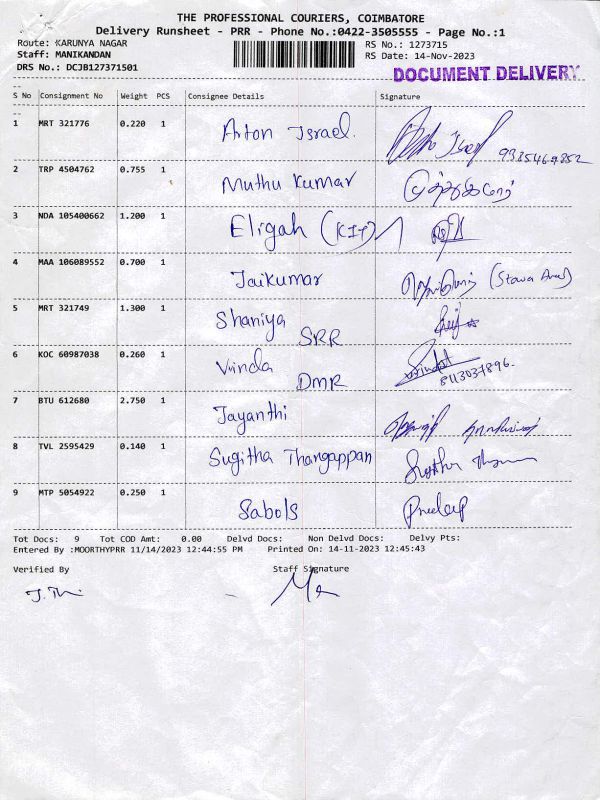 THE PROFESSIONAL COURIERS, COIMBATORE
Delivery Runsheet - PRR - Phone No.:0422-3505555 - Page No.:1
Route: KARUNYA NAGAR RS No.: 1273715
Staff: MANIKANDAN RS Date: 14-Nov-2023
DRS No.: DCJB127371501 DOCUMENT DELIVERY
S No Consignment No Weight PCS Consignee Details Signature
1 MRT 321776 0.220 1 Arton Israel. 9385469852
2 TRP 4504762 0.755 1 Muthu Kumar
3 NDA 105400662 1.200 1 Eligah (KIT)
4 MAA 106089552 0.700 1 Jaikumar
5 MRT 321749 1.300 1 Shaniya SRR
6 KOC 60987038 0.260 1 Vrinda DMR 8113037896.
7 BTU 612680 2.750 1 Jayanthi
8 TVL 2595429 0.140 1 Sugitha Thangappan
9 MTP 5054922 0.250 1 Sabols Pradeep
Tot Docs: 9 Tot COD Amt: 0.00 Delvd Docs: Non Delvd Docs: Delvy Pts:
Entered By :MOORTHYPRR 11/14/2023 12:44:55 PM Printed On: 14-11-2023 12:45:43
Verified By Staff Signature